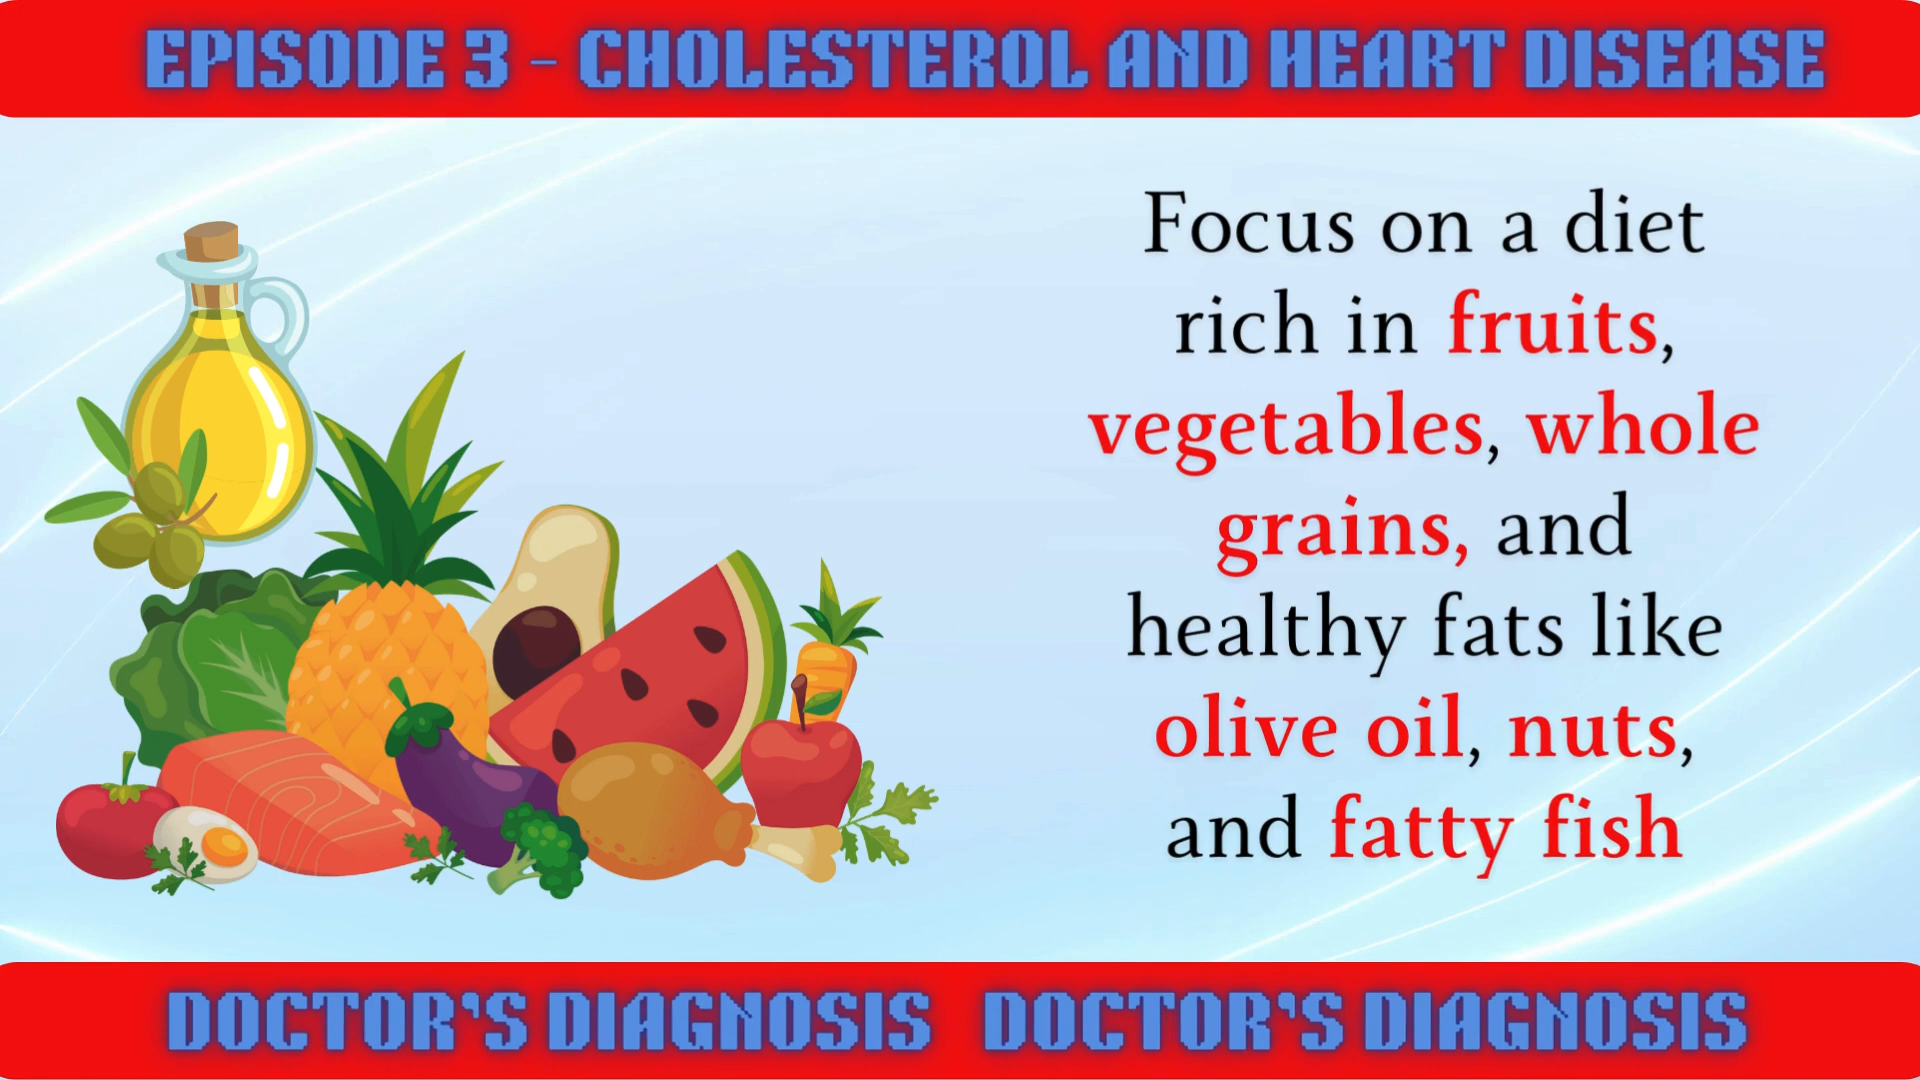 EPISODE 3 - CHOLESTEROL AND HEART DISEASE
Focus on a diet
rich in fruits,
vegetables, whole
grains, and
healthy fats like
olive oil, nuts,
and fatty fish
DOCTOR'S DIAGNOSIS DOCTOR'S DIAGNOSIS